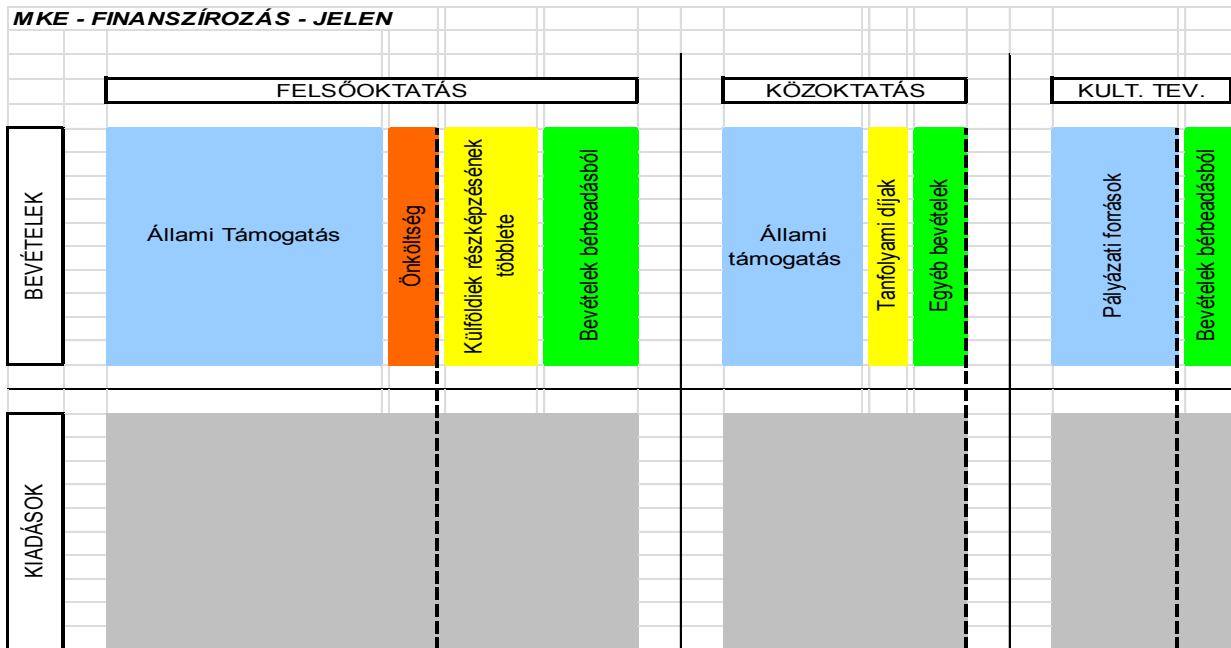 MKE - FINANSZÍROZÁS - JELEN
FELSŐOKTATÁS
KÖZOKTATÁS
KULT. TEV.
BEVÉTELEK
Állami Támogatás
Önköltség
Külföldiek részképzésének
többlete
Bevételek bérbeadásból
Állami
támogatás
Tanfolyami díjak
Egyéb bevételek
Pályázati források
Bevételek bérbeadásból
KIADÁSOK